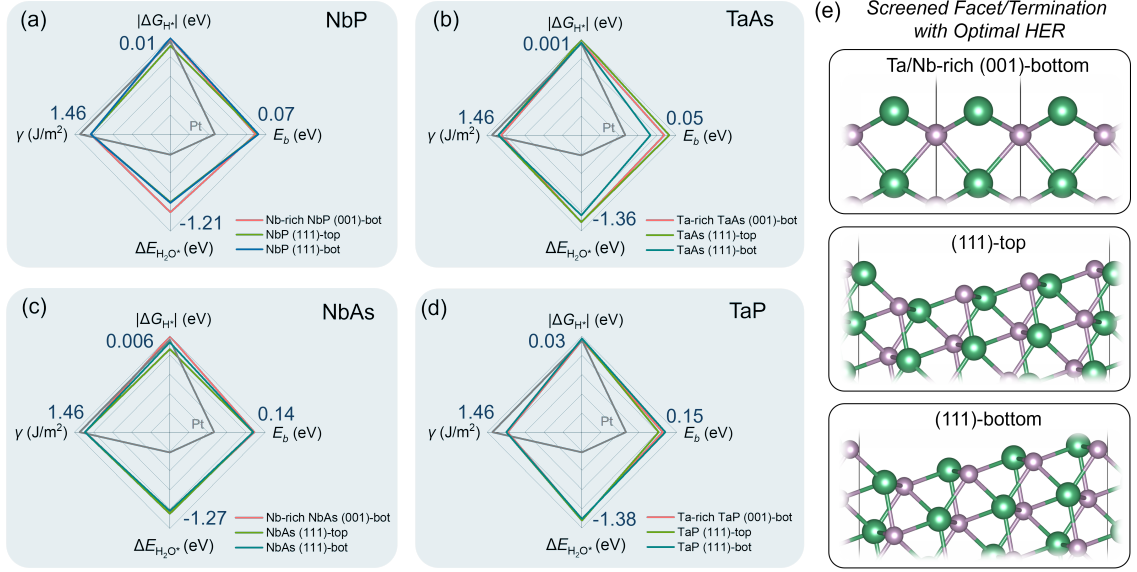 (a)
NbP
|ΔG_H*| (eV)
0.01
1.46
0.07
γ (J/m²)
Pt
E_b (eV)
-1.21
ΔE_H₂O* (eV)
Nb-rich NbP (001)-bot
NbP (111)-top
NbP (111)-bot
(b)
TaAs
|ΔG_H*| (eV)
0.001
1.46
0.05
γ (J/m²)
Pt
E_b (eV)
-1.36
ΔE_H₂O* (eV)
Ta-rich TaAs (001)-bot
TaAs (111)-top
TaAs (111)-bot
(c)
NbAs
|ΔG_H*| (eV)
0.006
1.46
0.14
γ (J/m²)
Pt
E_b (eV)
-1.27
ΔE_H₂O* (eV)
Nb-rich NbAs (001)-bot
NbAs (111)-top
NbAs (111)-bot
(d)
TaP
|ΔG_H*| (eV)
0.03
1.46
0.15
γ (J/m²)
Pt
E_b (eV)
-1.38
ΔE_H₂O* (eV)
Ta-rich TaP (001)-bot
TaP (111)-top
TaP (111)-bot
(e)
Screened Facet/Termination
with Optimal HER
Ta/Nb-rich (001)-bottom
(111)-top
(111)-bottom